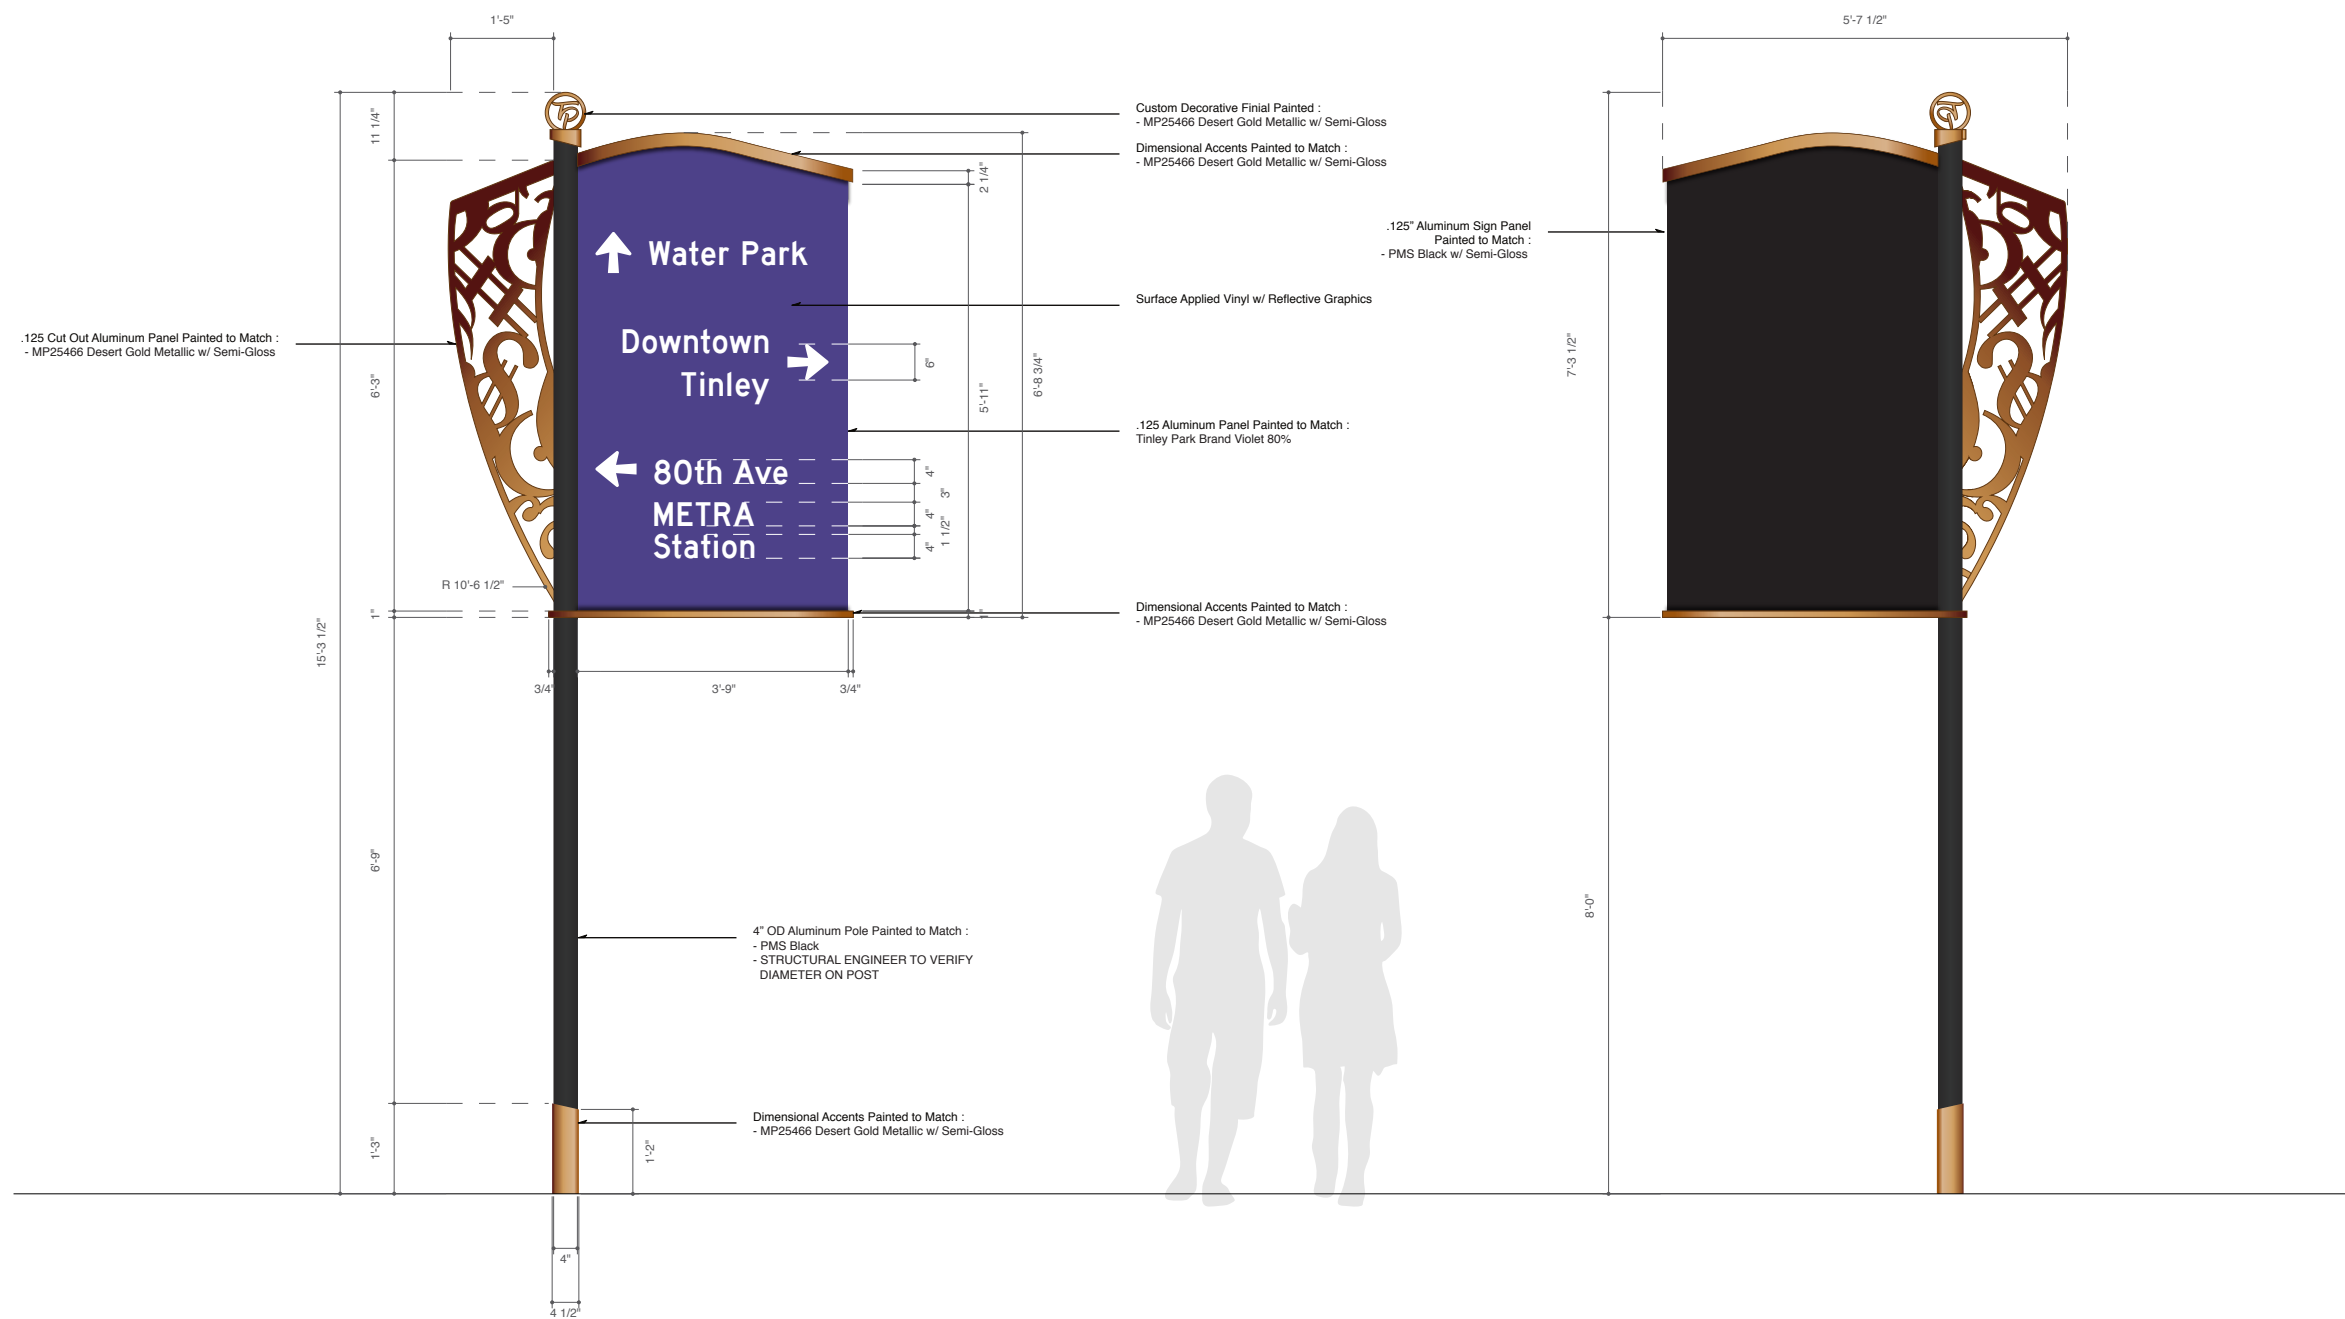 1'-5"
5'-7 1/2"
11 1/4"
Custom Decorative Finial Painted :
- MP25466 Desert Gold Metallic w/ Semi-Gloss
Dimensional Accents Painted to Match :
- MP25466 Desert Gold Metallic w/ Semi-Gloss
2 1/4"
.125" Aluminum Sign Panel
Painted to Match :
- PMS Black w/ Semi-Gloss
Water Park
Surface Applied Vinyl w/ Reflective Graphics
.125 Cut Out Aluminum Panel Painted to Match :
- MP25466 Desert Gold Metallic w/ Semi-Gloss
Downtown
Tinley
6"
6'-3"
5'-11"
6'-8 3/4"
7'-3 1/2"
.125 Aluminum Panel Painted to Match :
Tinley Park Brand Violet 80%
80th Ave
METRA
Station
4"
3"
4"
1 1/2"
4"
R 10'-6 1/2"
1"
1"
Dimensional Accents Painted to Match :
- MP25466 Desert Gold Metallic w/ Semi-Gloss
15'-3 1/2"
3/4"
3'-9"
3/4"
6'-9"
8'-0"
4" OD Aluminum Pole Painted to Match :
- PMS Black
- STRUCTURAL ENGINEER TO VERIFY
DIAMETER ON POST
Dimensional Accents Painted to Match :
- MP25466 Desert Gold Metallic w/ Semi-Gloss
1'-3"
1'-2"
4"
4 1/2"